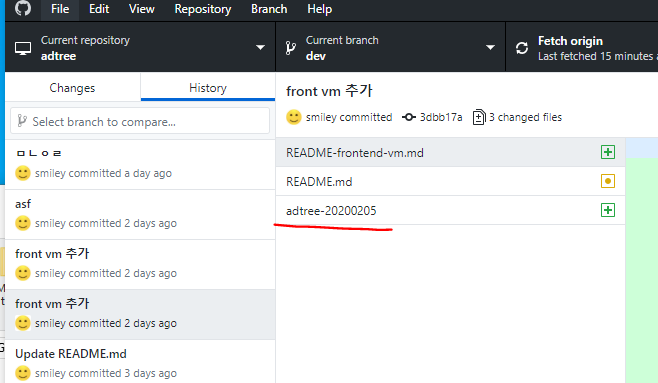 File Edit View Repository Branch Help
Current repository
adtree
Current branch
dev
Fetch origin
Last fetched 15 minutes
Changes
History
Select branch to compare...
ㅁㄴㅇㄹ
smiley committed a day ago
asf
smiley committed 2 days ago
front vm 추가
smiley committed 2 days ago
front vm 추가
smiley committed 2 days ago
Update README.md
smiley committed 3 days ago
front vm 추가
smiley committed 3dbb17a 3 changed files
README-frontend-vm.md
README.md
adtree-20200205